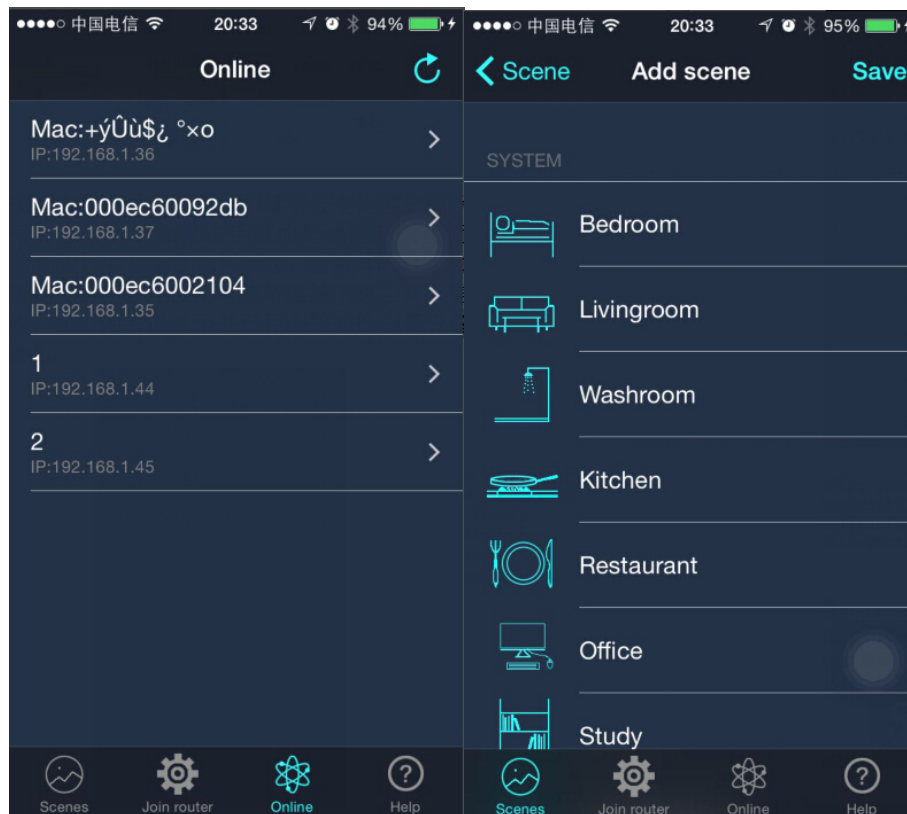 中国电信 20:33 94%
Online
Mac:+ýÛù$¿ °×o
IP:192.168.1.36
Mac:000ec60092db
IP:192.168.1.37
Mac:000ec6002104
IP:192.168.1.35
1
IP:192.168.1.44
2
IP:192.168.1.45
Scenes Join router Online Help
中国电信 20:33 95%
Scene Add scene Save
SYSTEM
Bedroom
Livingroom
Washroom
Kitchen
Restaurant
Office
Study
Scenes Join router Online Help